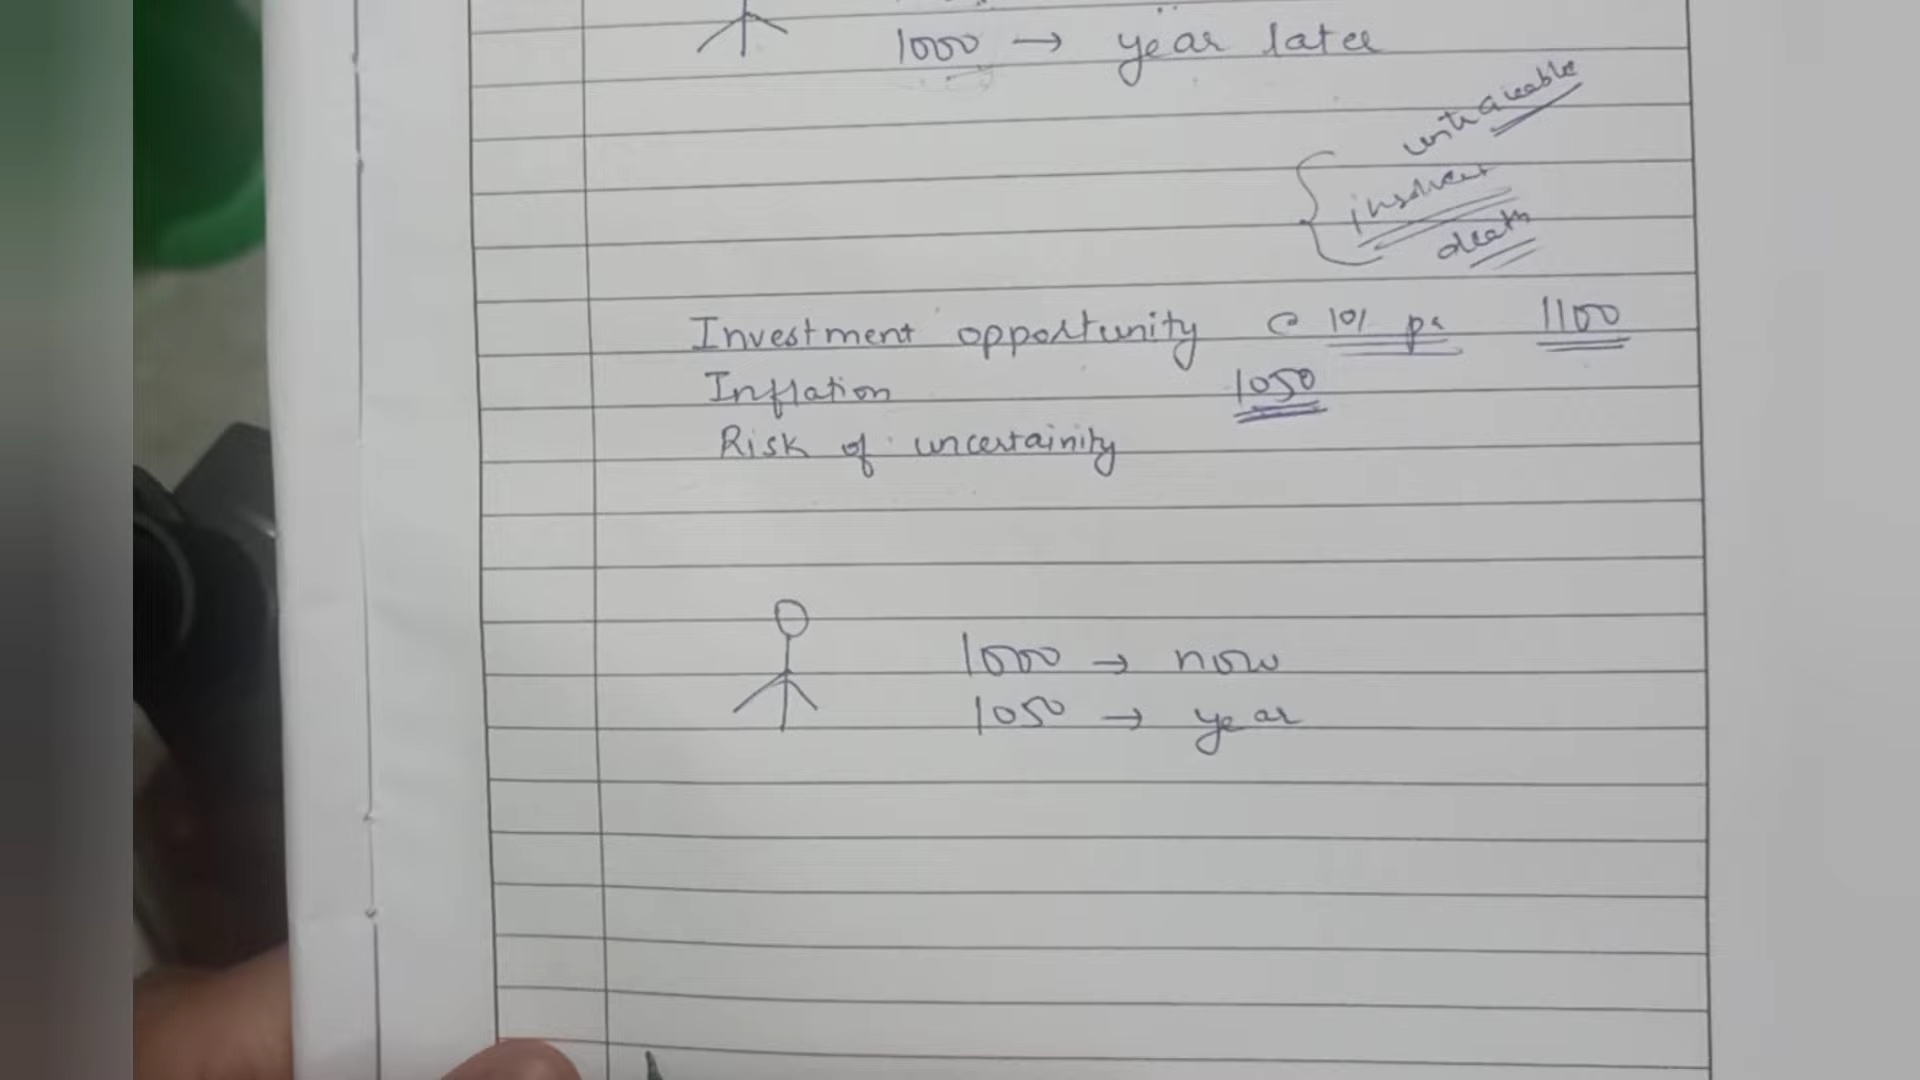 1000 → year later
untraceable
insolvent
death
Investment opportunity @ 10% pa 1100
Inflation 1050
Risk of uncertainity
1000 → now
1050 → year